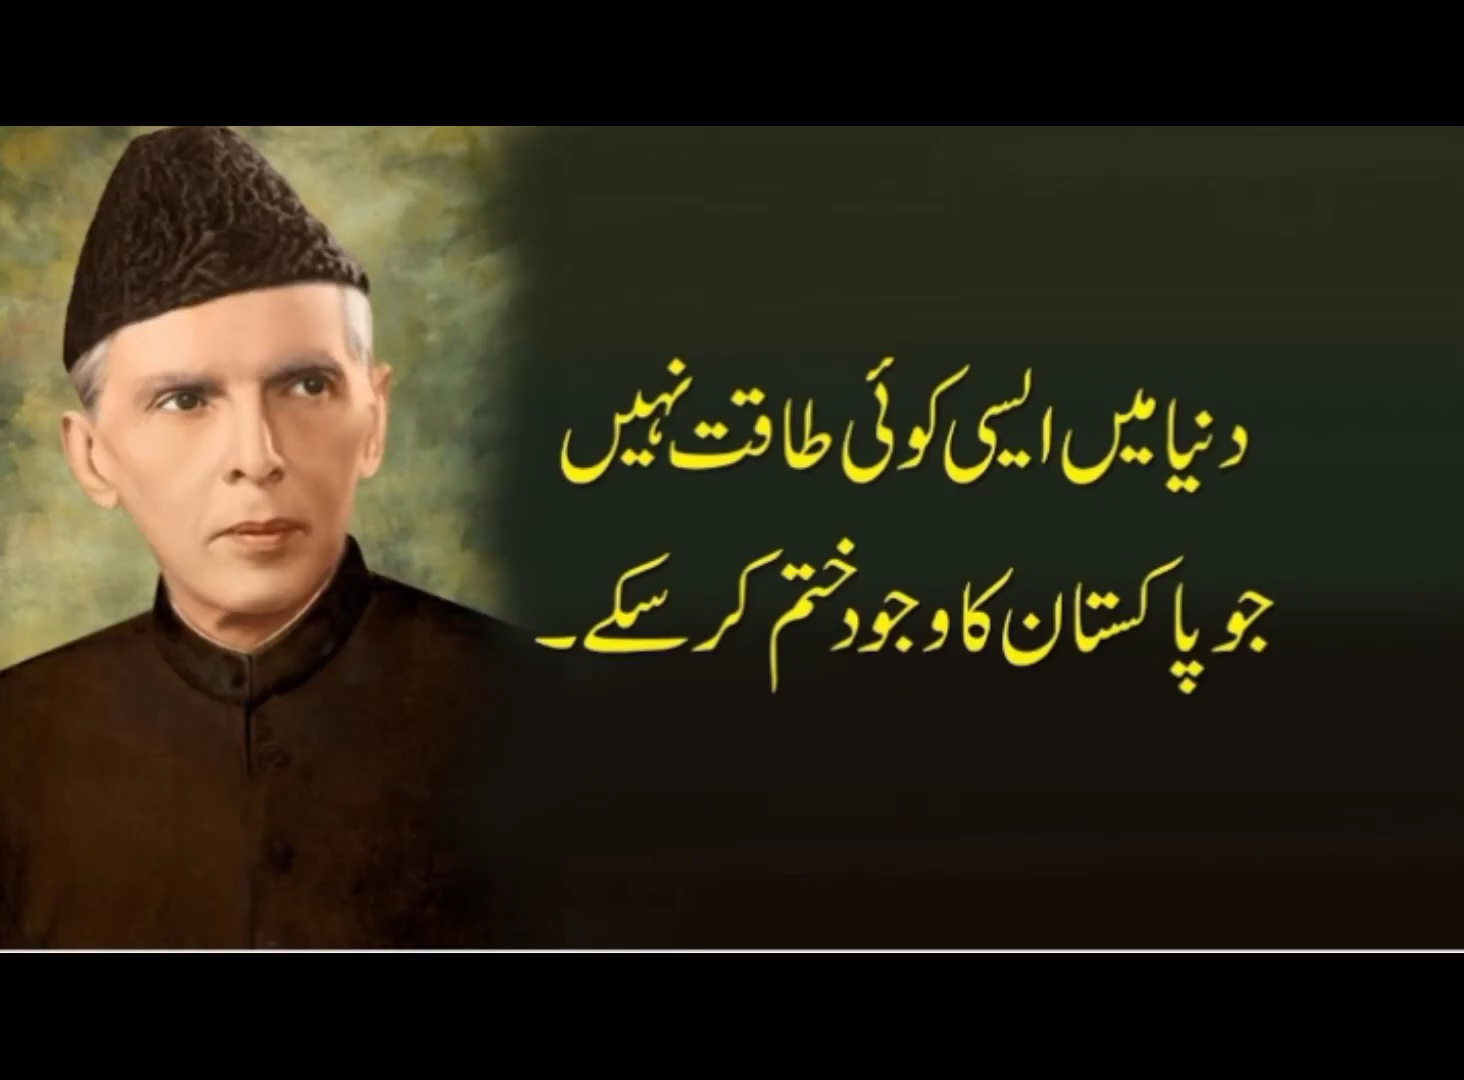 دنیا میں ایسی کوئی طاقت نہیں
جو پاکستان کا وجود ختم کر سکے۔